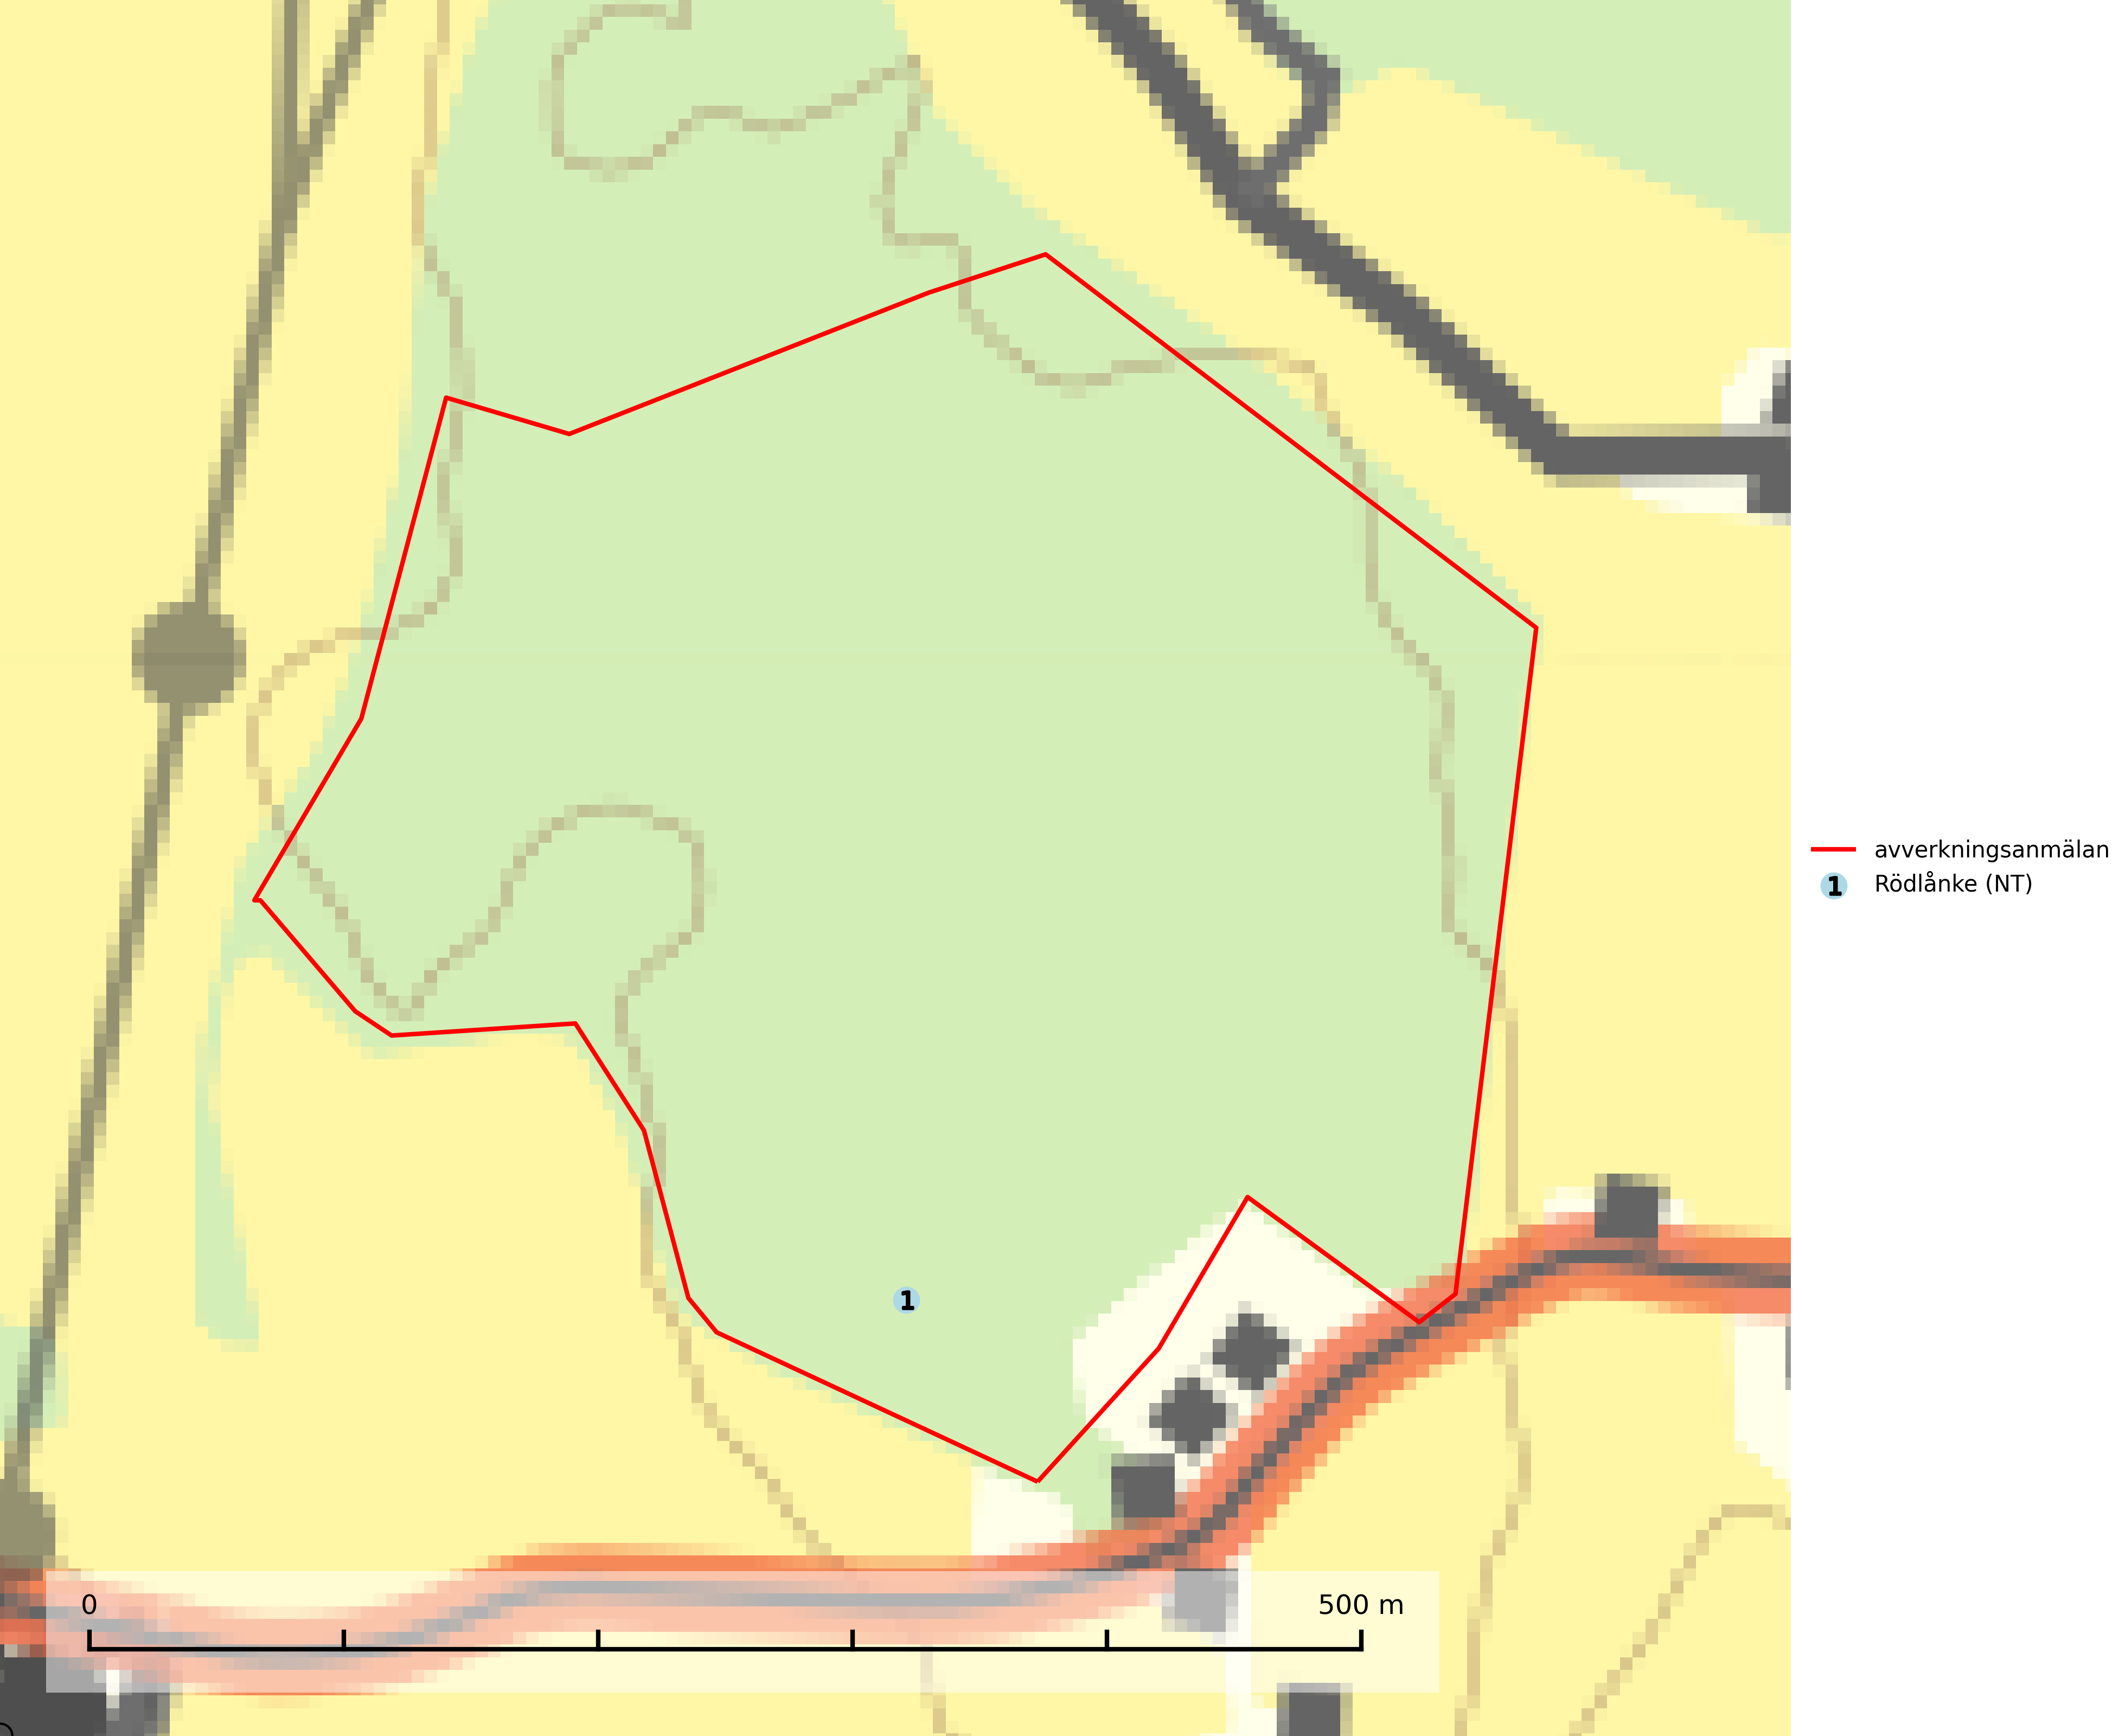 avverkningsanmälan
1 Rödlånke (NT)
1
0 500 m